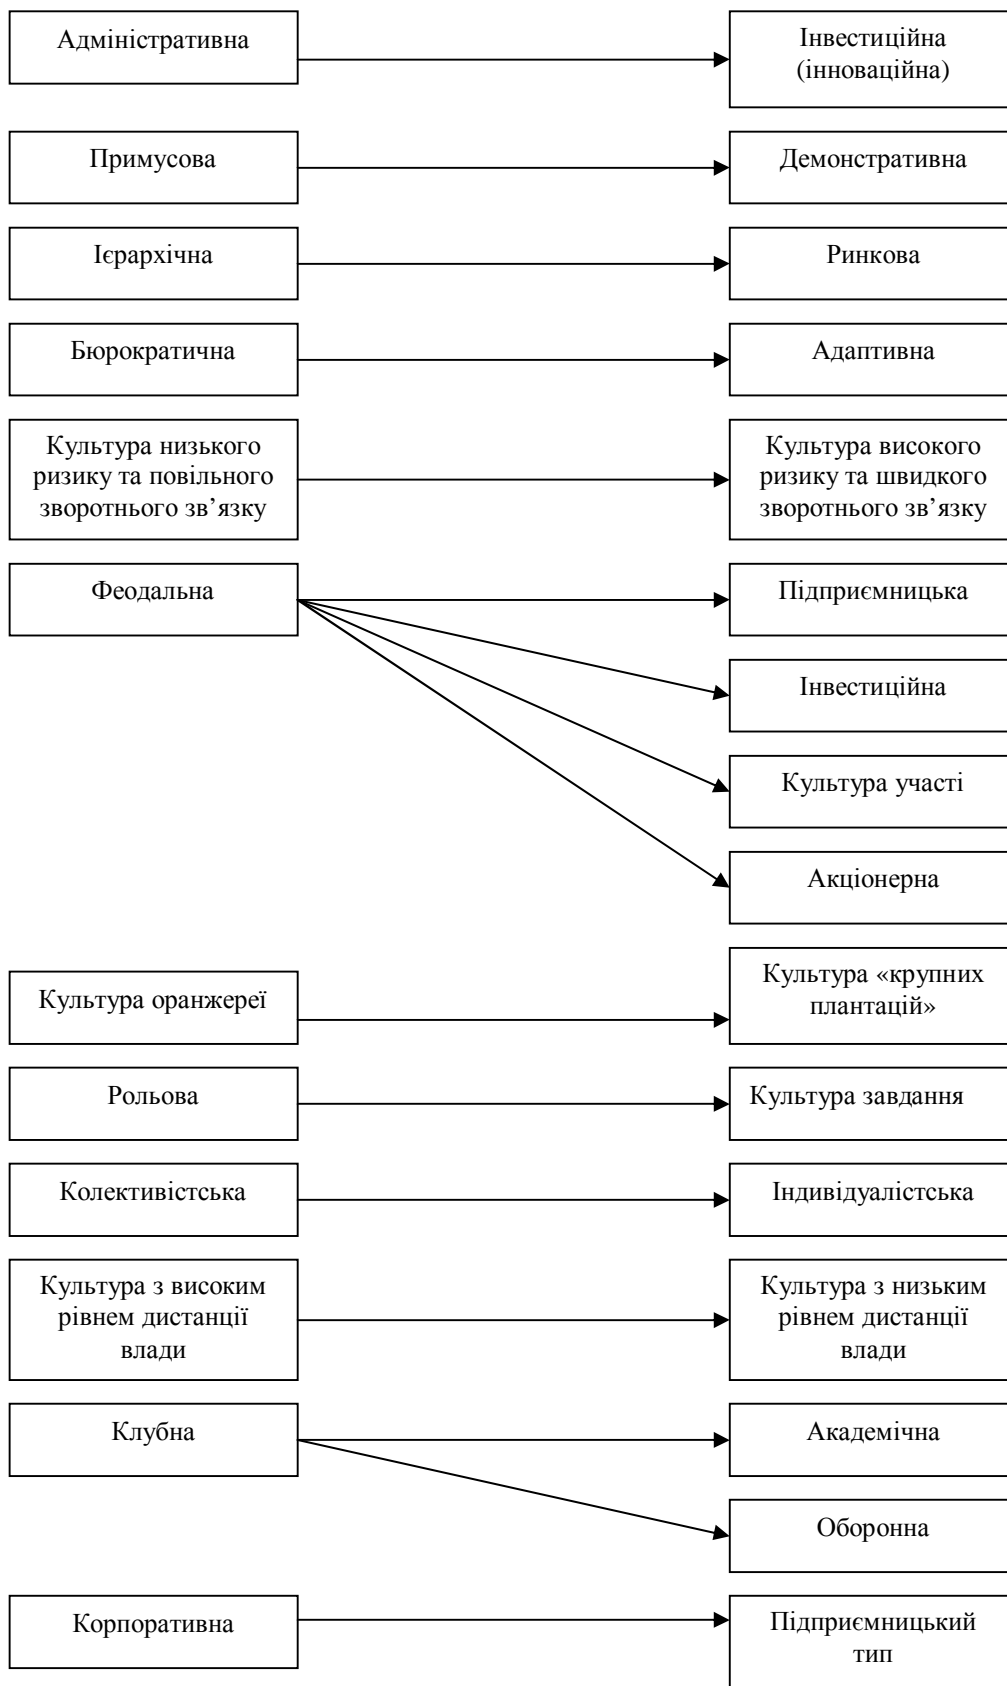 Адміністративна
Інвестиційна
(інноваційна)
Примусова
Демонстративна
Ієрархічна
Ринкова
Бюрократична
Адаптивна
Культура низького
ризику та повільного
зворотнього зв’язку
Культура високого
ризику та швидкого
зворотнього зв’язку
Феодальна
Підприємницька
Інвестиційна
Культура участі
Акціонерна
Культура оранжереї
Культура «крупних
плантацій»
Рольова
Культура завдання
Колективістська
Індивідуалістська
Культура з високим
рівнем дистанції
влади
Культура з низьким
рівнем дистанції
влади
Клубна
Академічна
Оборонна
Корпоративна
Підприємницький
тип